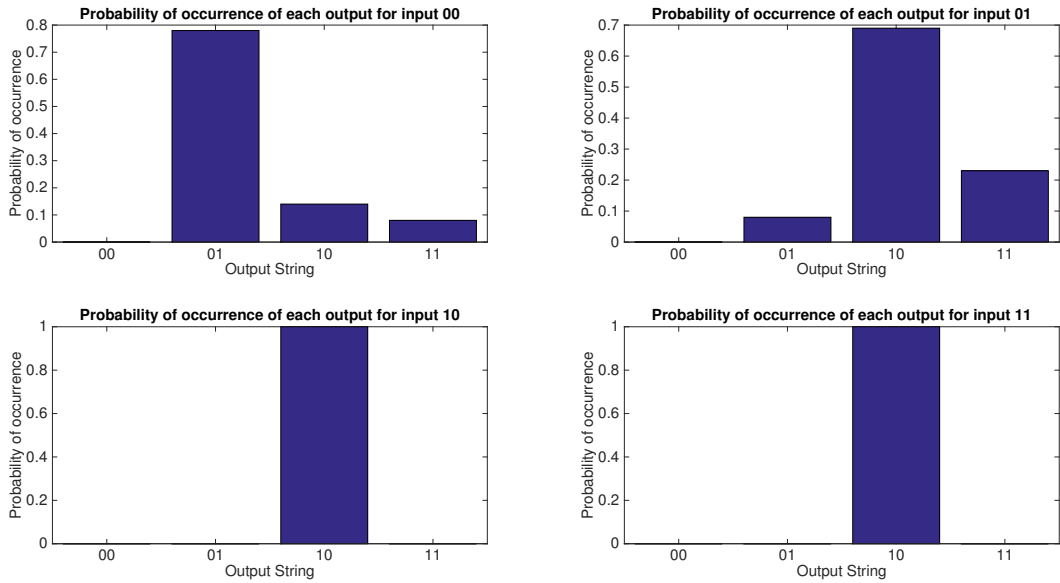 Probability of occurrence of each output for input 00
Probability of occurrence
0.8
0.7
0.6
0.5
0.4
0.3
0.2
0.1
0
00 01 10 11
Output String
Probability of occurrence of each output for input 01
Probability of occurrence
0.7
0.6
0.5
0.4
0.3
0.2
0.1
0
00 01 10 11
Output String
Probability of occurrence of each output for input 10
Probability of occurrence
1
0.8
0.6
0.4
0.2
0
00 01 10 11
Output String
Probability of occurrence of each output for input 11
Probability of occurrence
1
0.8
0.6
0.4
0.2
0
00 01 10 11
Output String